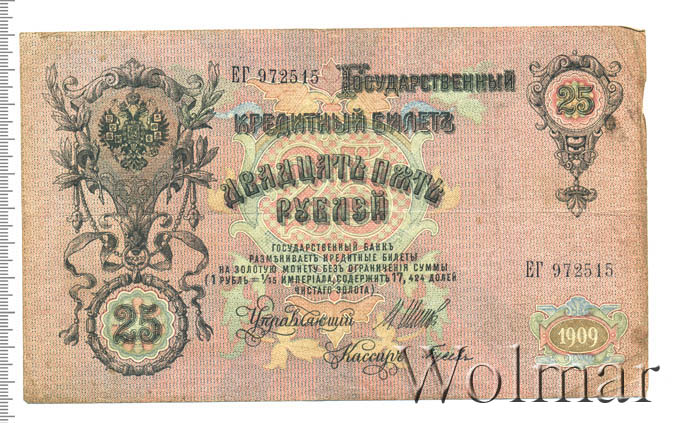 ЕГ 972515 Государственный
25
Кредитный Билетъ
Двадцать пять
рублей
Государственный банкъ
размѣниваетъ кредитные билеты
на золотую монету безъ ограниченія суммы
(1 рубль = 1/15 имперіала, содержитъ 17,424 долей
чистаго золота).
ЕГ 972515
25
Управляющій
Кассиръ
1909
Wolmar